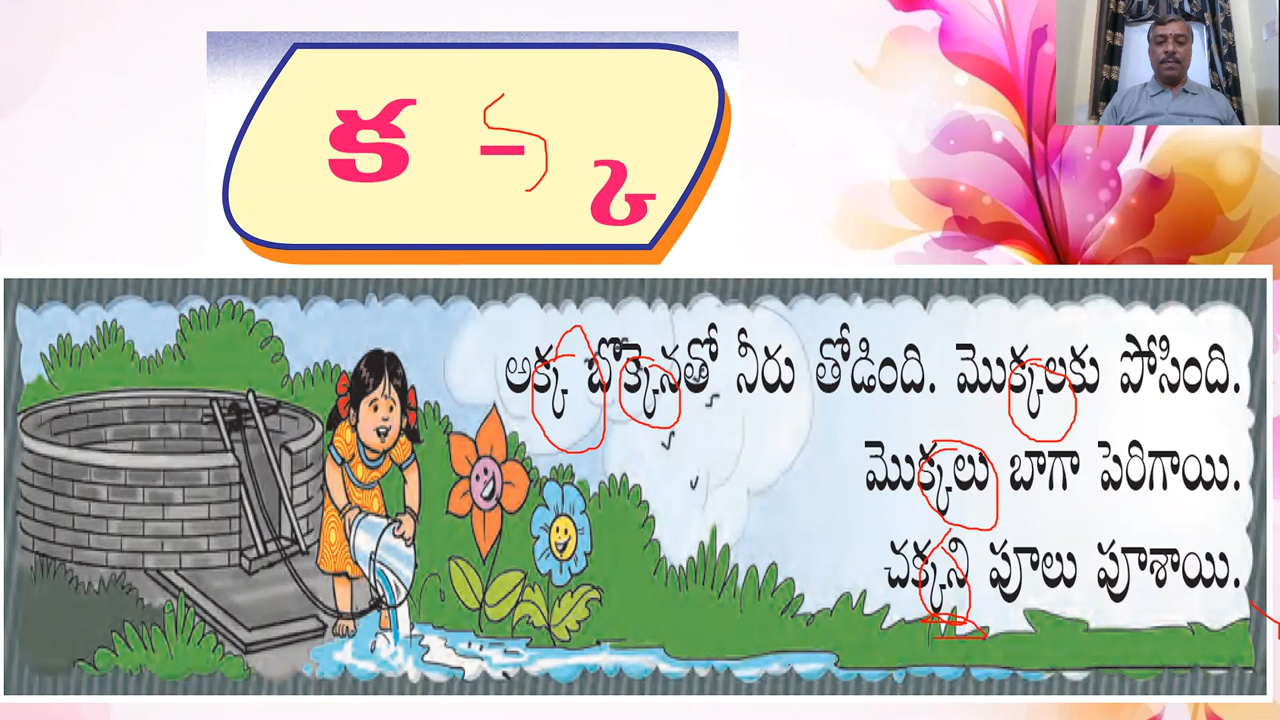 క - ్క
అక్క బొక్కెనతో నీరు తోడింది. మొక్కలకు పోసింది.
మొక్కలు బాగా పెరిగాయి.
చక్కని పూలు పూశాయి.